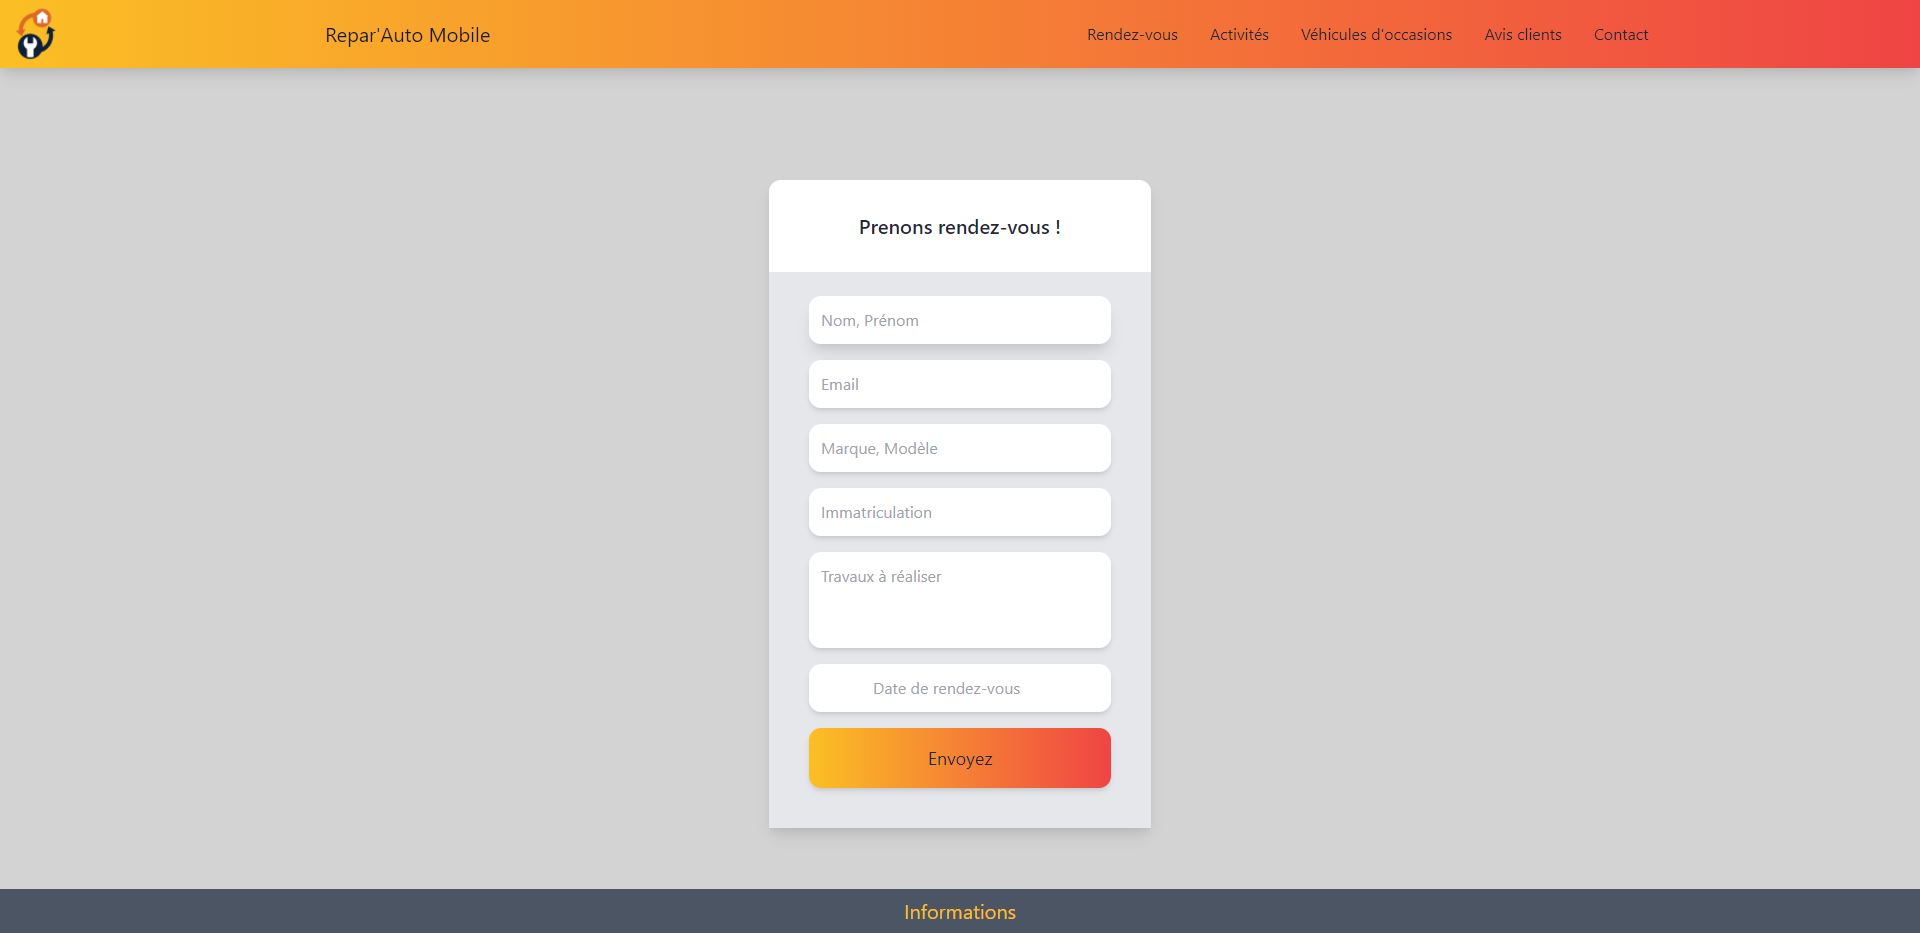 Repar'Auto Mobile
Rendez-vous
Activités
Véhicules d'occasions
Avis clients
Contact
Prenons rendez-vous !
Nom, Prénom
Email
Marque, Modèle
Immatriculation
Travaux à réaliser
Date de rendez-vous
Envoyez
Informations